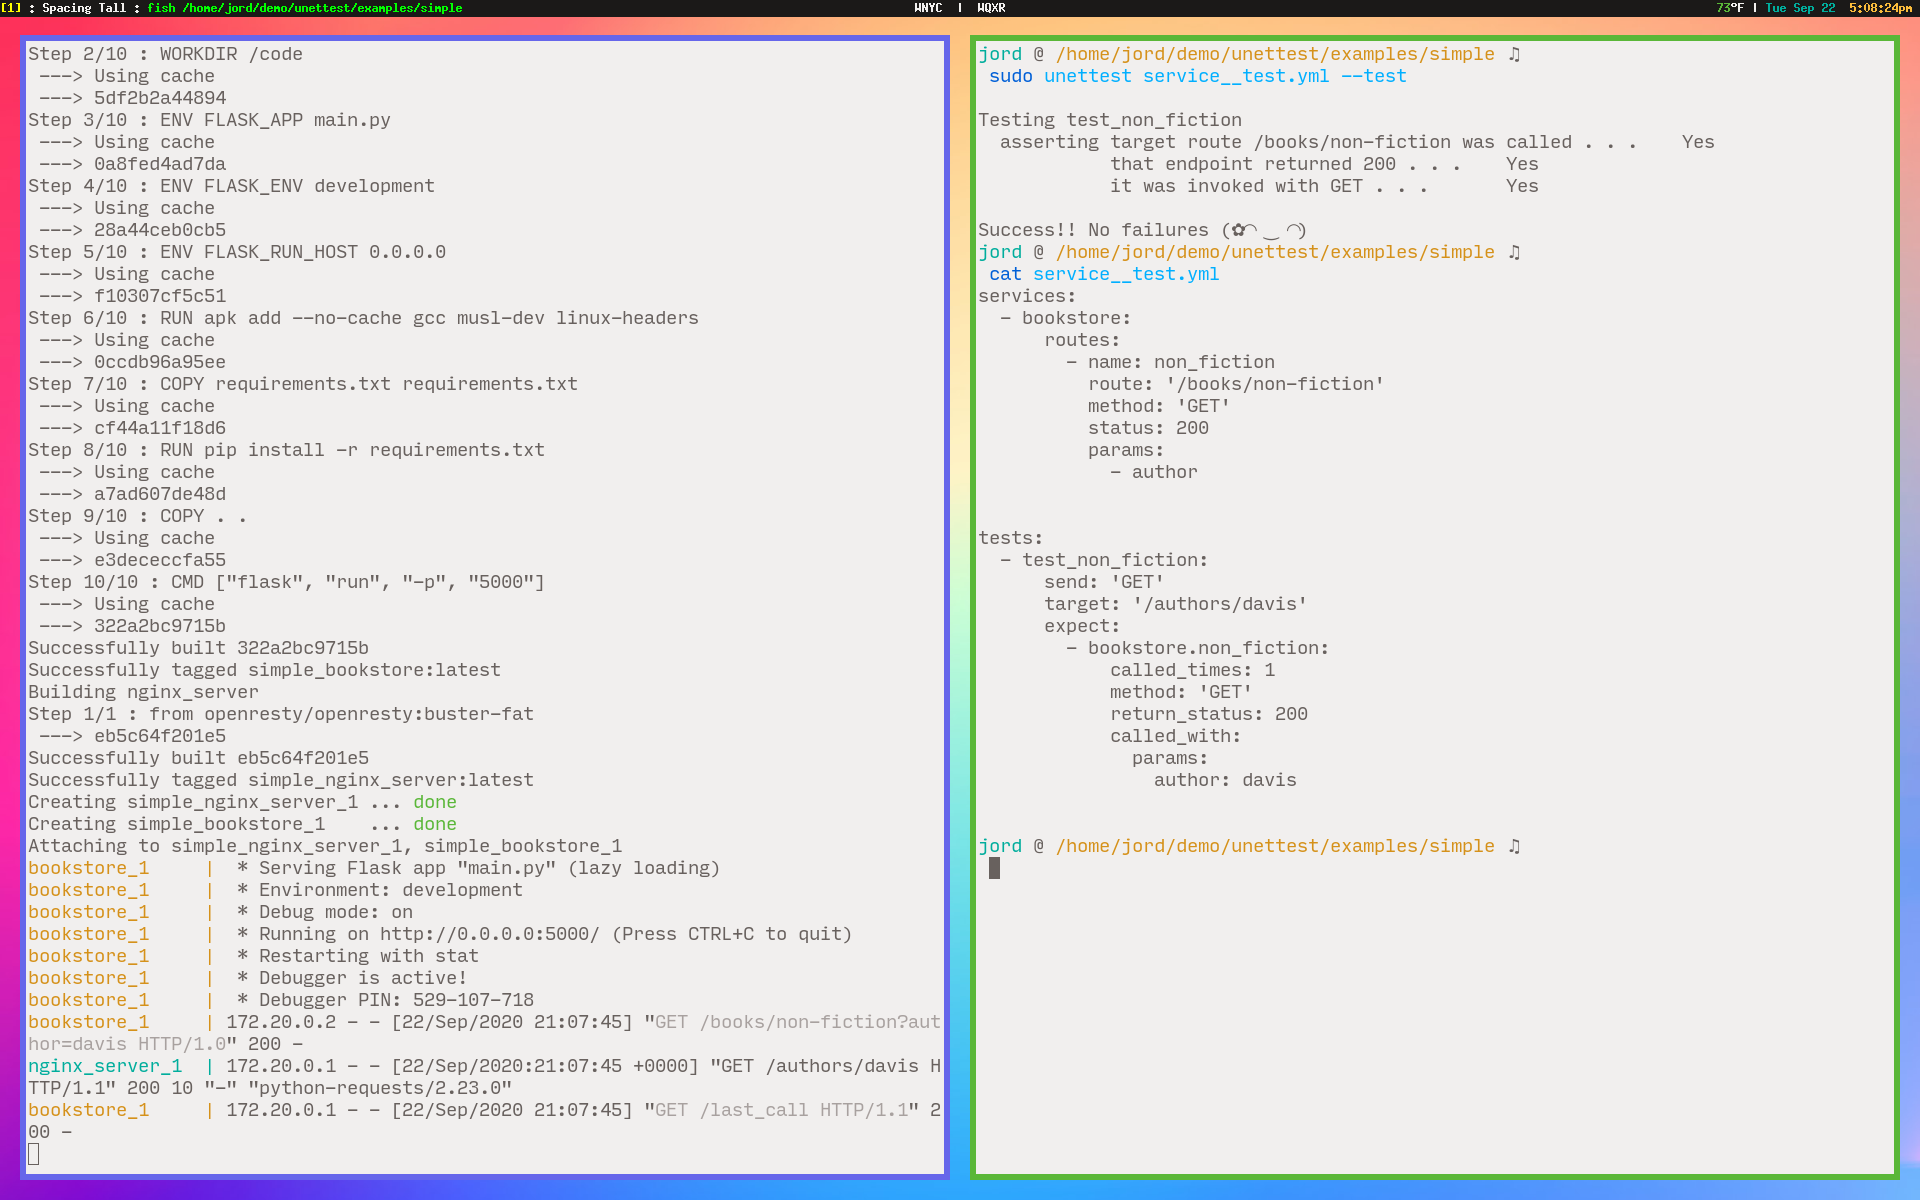 [1] : Spacing Tall : fish /home/jord/demo/unettest/examples/simple
WNYC | WQXR
73°F | Tue Sep 22 5:08:24pm
Step 2/10 : WORKDIR /code
---> Using cache
---> 5df2b2a44894
Step 3/10 : ENV FLASK_APP main.py
---> Using cache
---> 0a8fed4ad7da
Step 4/10 : ENV FLASK_ENV development
---> Using cache
---> 28a44ceb0cb5
Step 5/10 : ENV FLASK_RUN_HOST 0.0.0.0
---> Using cache
---> f10307cf5c51
Step 6/10 : RUN apk add --no-cache gcc musl-dev linux-headers
---> Using cache
---> 0ccdb96a95ee
Step 7/10 : COPY requirements.txt requirements.txt
---> Using cache
---> cf44a11f18d6
Step 8/10 : RUN pip install -r requirements.txt
---> Using cache
---> a7ad607de48d
Step 9/10 : COPY . .
---> Using cache
---> e3dececcfa55
Step 10/10 : CMD ["flask", "run", "-p", "5000"]
---> Using cache
---> 322a2bc9715b
Successfully built 322a2bc9715b
Successfully tagged simple_bookstore:latest
Building nginx_server
Step 1/1 : from openresty/openresty:buster-fat
---> eb5c64f201e5
Successfully built eb5c64f201e5
Successfully tagged simple_nginx_server:latest
Creating simple_nginx_server_1 ... done
Creating simple_bookstore_1    ... done
Attaching to simple_nginx_server_1, simple_bookstore_1
bookstore_1     |  * Serving Flask app "main.py" (lazy loading)
bookstore_1     |  * Environment: development
bookstore_1     |  * Debug mode: on
bookstore_1     |  * Running on http://0.0.0.0:5000/ (Press CTRL+C to quit)
bookstore_1     |  * Restarting with stat
bookstore_1     |  * Debugger is active!
bookstore_1     |  * Debugger PIN: 529-107-718
bookstore_1     | 172.20.0.2 - - [22/Sep/2020 21:07:45] "GET /books/non-fiction?aut
hor=davis HTTP/1.0" 200 -
nginx_server_1  | 172.20.0.1 - - [22/Sep/2020:21:07:45 +0000] "GET /authors/davis H
TTP/1.1" 200 10 "-" "python-requests/2.23.0"
bookstore_1     | 172.20.0.1 - - [22/Sep/2020 21:07:45] "GET /last_call HTTP/1.1" 2
00 -
jord @ /home/jord/demo/unettest/examples/simple ♫
sudo unettest service__test.yml --test
Testing test_non_fiction
asserting target route /books/non-fiction was called . . .    Yes
that endpoint returned 200 . . .    Yes
it was invoked with GET . . .       Yes
Success!! No failures (✿◠ ‿ ◠)
jord @ /home/jord/demo/unettest/examples/simple ♫
cat service__test.yml
services:
- bookstore:
routes:
- name: non_fiction
route: '/books/non-fiction'
method: 'GET'
status: 200
params:
- author
tests:
- test_non_fiction:
send: 'GET'
target: '/authors/davis'
expect:
- bookstore.non_fiction:
called_times: 1
method: 'GET'
return_status: 200
called_with:
params:
author: davis
jord @ /home/jord/demo/unettest/examples/simple ♫